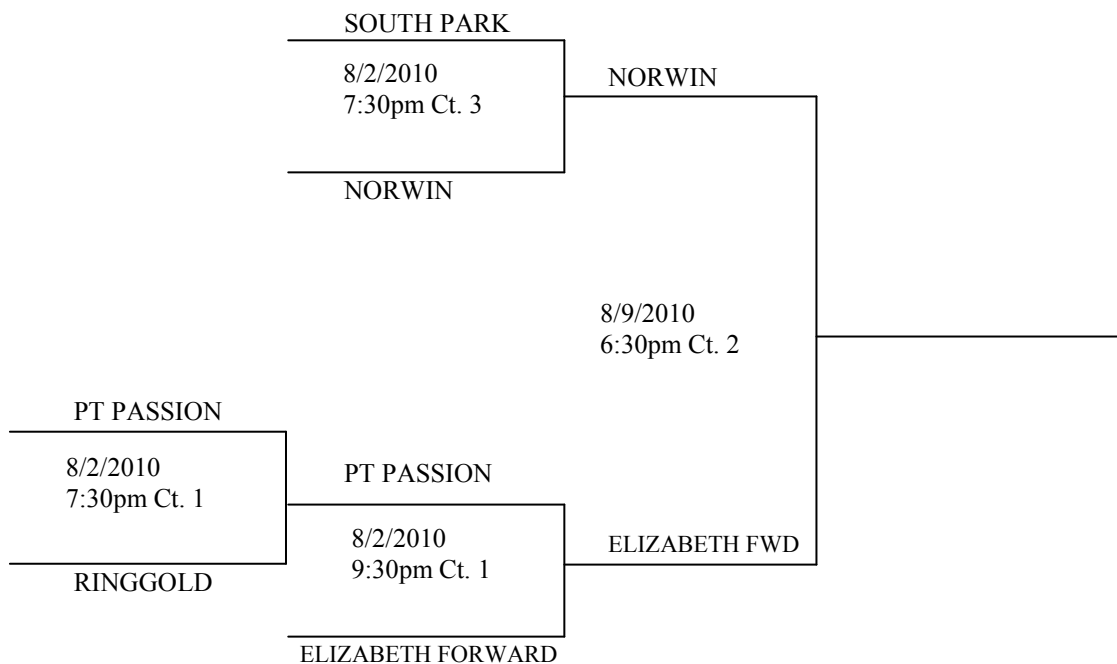 SOUTH PARK
8/2/2010
7:30pm Ct. 3
NORWIN
NORWIN
8/9/2010
6:30pm Ct. 2
PT PASSION
8/2/2010
7:30pm Ct. 1
RINGGOLD
PT PASSION
8/2/2010
9:30pm Ct. 1
ELIZABETH FWD
ELIZABETH FORWARD